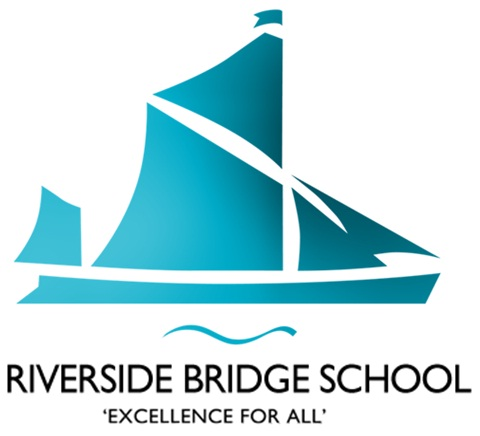 RIVERSIDE BRIDGE SCHOOL
‘EXCELLENCE FOR ALL’